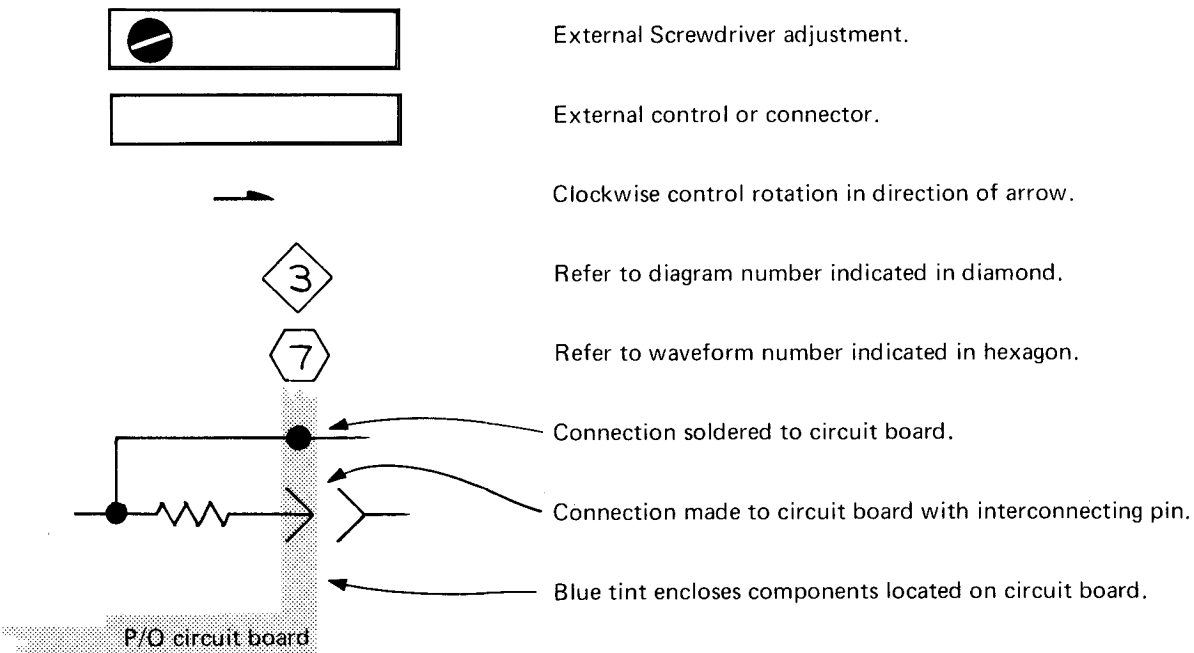 External Screwdriver adjustment.
External control or connector.
Clockwise control rotation in direction of arrow.
3
Refer to diagram number indicated in diamond.
7
Refer to waveform number indicated in hexagon.
Connection soldered to circuit board.
Connection made to circuit board with interconnecting pin.
Blue tint encloses components located on circuit board.
P/O circuit board